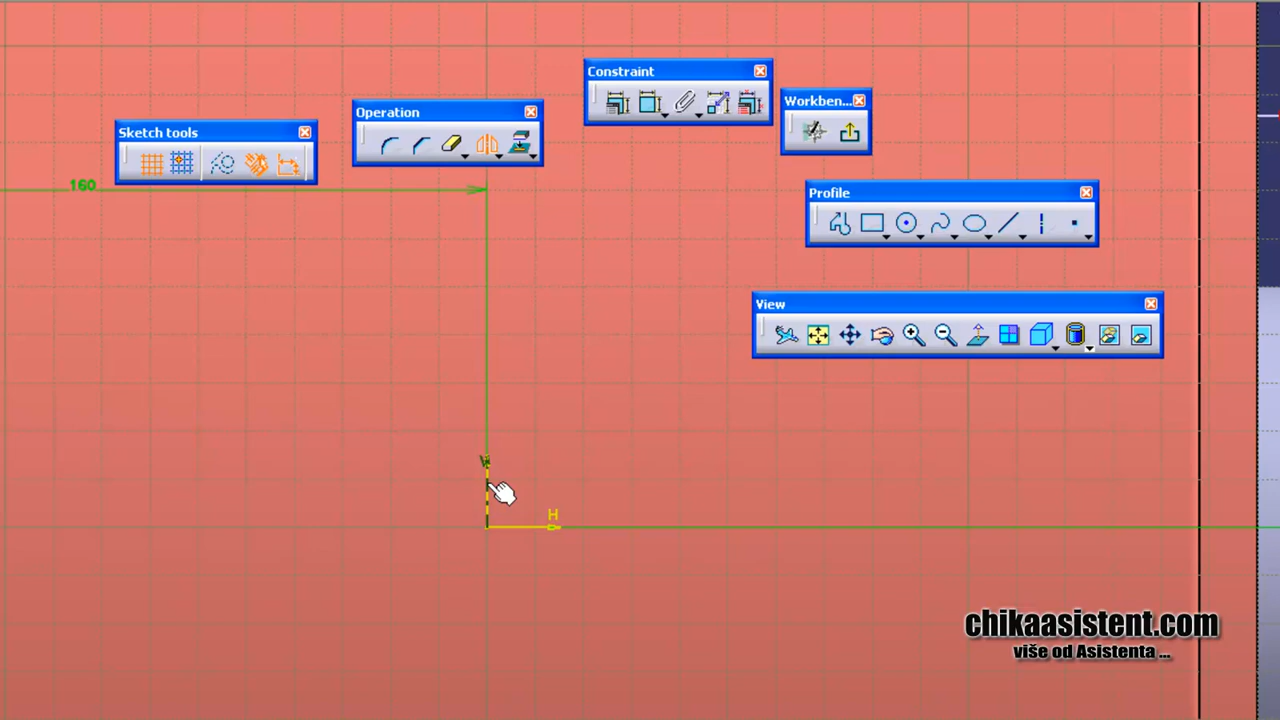 Constraint
Workben...
Operation
Sketch tools
160
Profile
View
V
H
chikaasistent.com
više od Asistenta ...